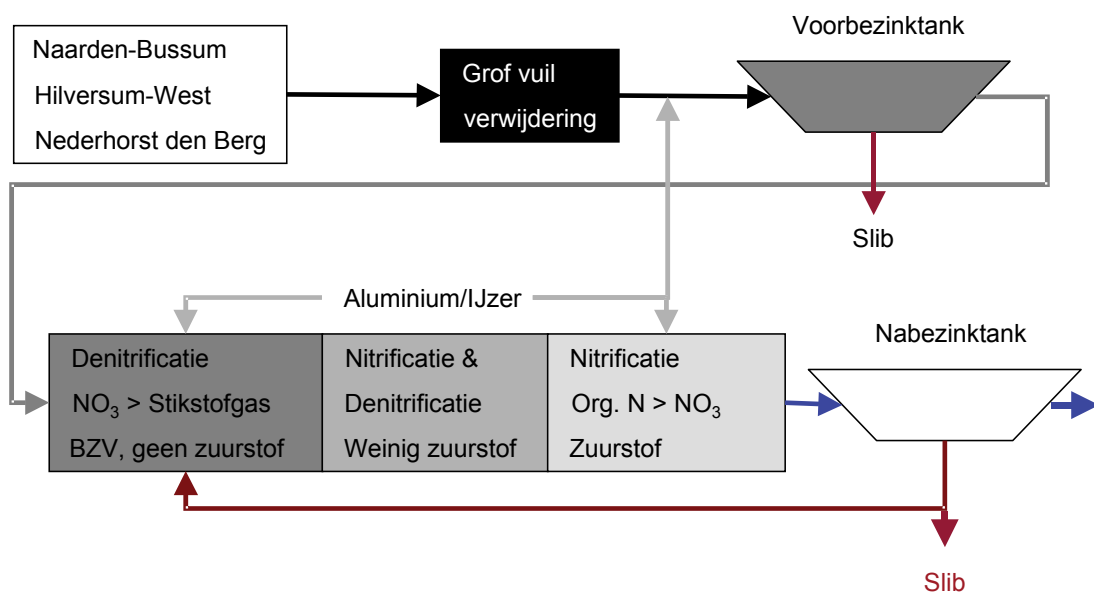 Naarden-Bussum
Hilversum-West
Nederhorst den Berg
Grof vuil
verwijdering
Voorbezinktank
Slib
Aluminium/IJzer
Denitrificatie
NO₃ > Stikstofgas
BZV, geen zuurstof
Nitrificatie &
Denitrificatie
Weinig zuurstof
Nitrificatie
Org. N > NO₃
Zuurstof
Nabezinktank
Slib